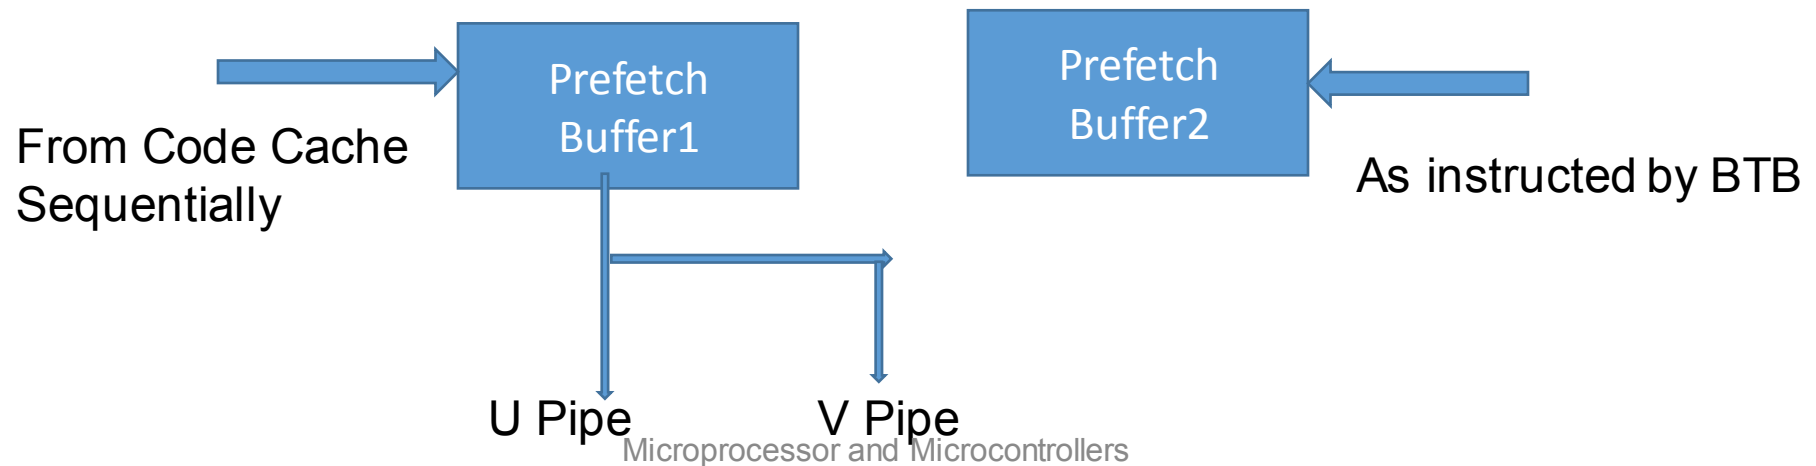 Prefetch
Buffer1
Prefetch
Buffer2
From Code Cache
Sequentially
As instructed by BTB
U Pipe
V Pipe
Microprocessor and Microcontrollers